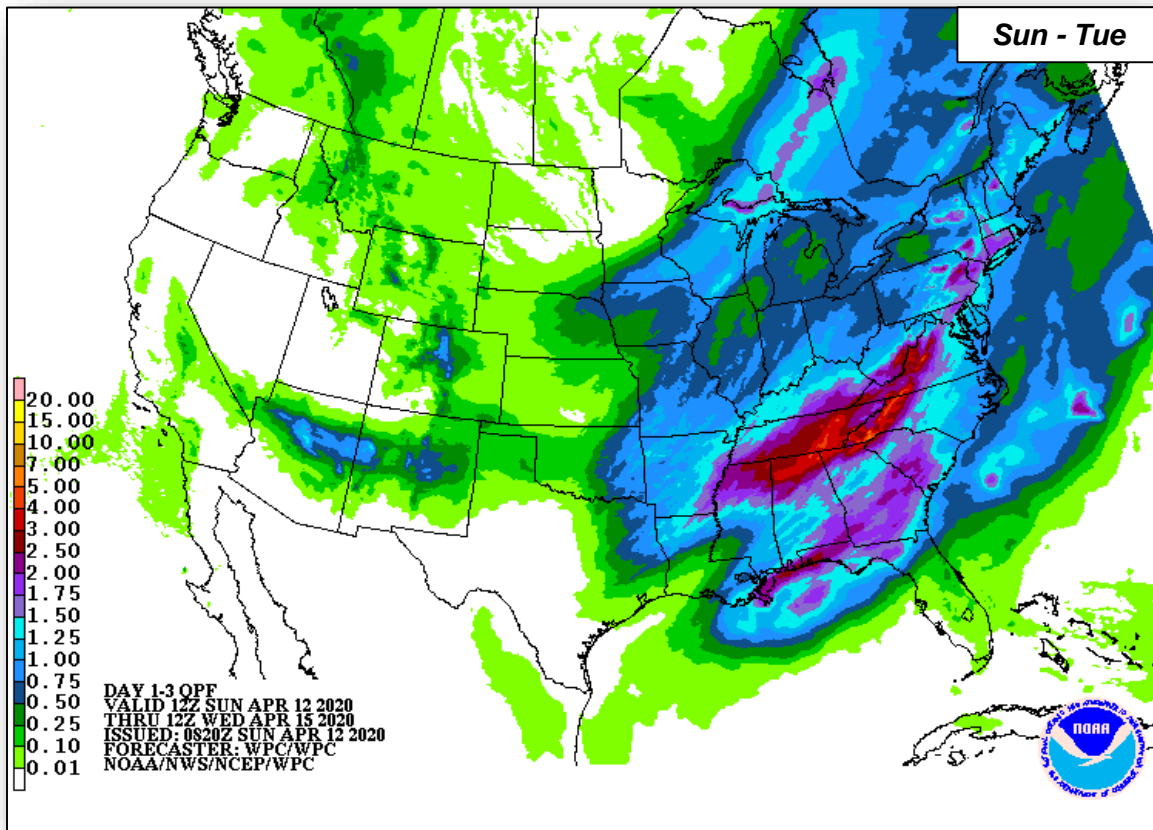 Sun - Tue
20.00
15.00
10.00
7.00
5.00
4.00
3.00
2.50
2.00
1.75
1.50
1.25
1.00
0.75
0.50
0.25
0.10
0.01
DAY 1-3 QPF
VALID 12Z SUN APR 12 2020
THRU 12Z WED APR 15 2020
ISSUED: 0820Z SUN APR 12 2020
FORECASTER: WPC/WPC
NOAA/NWS/NCEP/WPC
NOAA